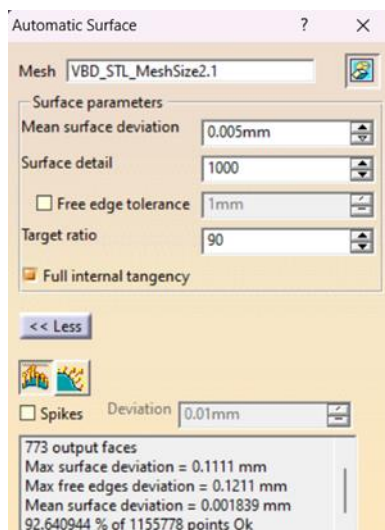 Automatic Surface ? ×
Mesh VBD_STL_MeshSize2.1
Surface parameters
Mean surface deviation 0.005mm
Surface detail 1000
Free edge tolerance 1mm
Target ratio 90
Full internal tangency
<< Less
Spikes Deviation 0.01mm
773 output faces
Max surface deviation = 0.1111 mm
Max free edges deviation = 0.1211 mm
Mean surface deviation = 0.001839 mm
92.640944 % of 1155778 points Ok